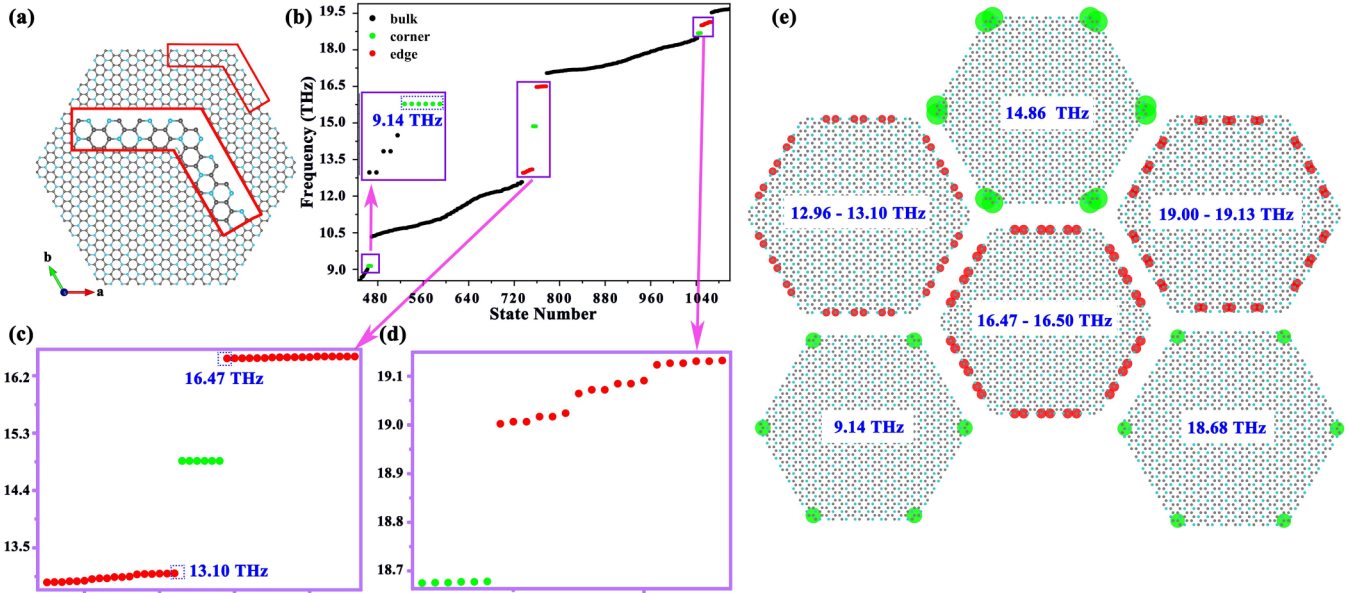 (a)
b
a
(b)
19.5
18.0
16.5
15.0
13.5
12.0
10.5
9.0
Frequency (THz)
bulk
corner
edge
9.14 THz
480 560 640 720 800 880 960 1040
State Number
(c)
16.2
15.3
14.4
13.5
16.47 THz
13.10 THz
(d)
19.1
19.0
18.9
18.8
18.7
(e)
14.86 THz
12.96 - 13.10 THz
19.00 - 19.13 THz
16.47 - 16.50 THz
9.14 THz
18.68 THz